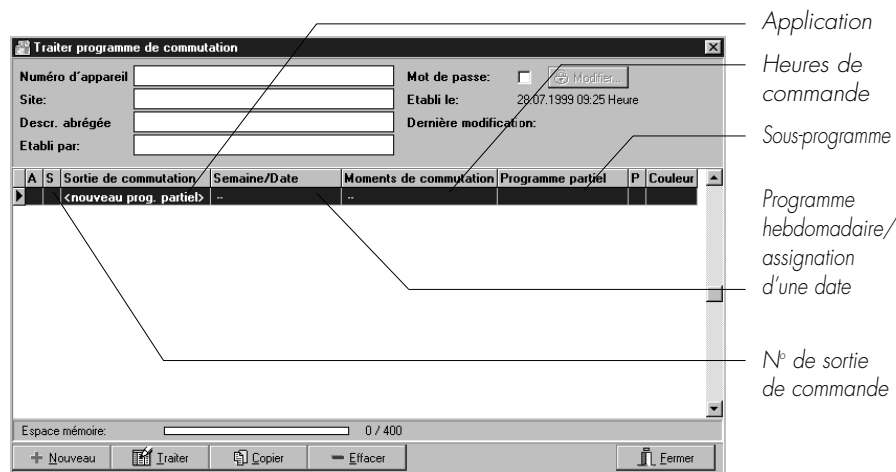 Traiter programme de commutation
Numéro d'appareil
Site:
Descr. abrégée
Etabli par:
Mot de passe:
Modifier...
Etabli le: 28.07.1999 09:25 Heure
Dernière modification:
A S Sortie de commutation Semaine/Date Moments de commutation Programme partiel P Couleur
<nouveau prog. partiel> -- --
Espace mémoire: 0 / 400
Nouveau Traiter Copier Effacer Fermer
Application
Heures de
commande
Sous-programme
Programme
hebdomadaire/
assignation
d'une date
N° de sortie
de commande